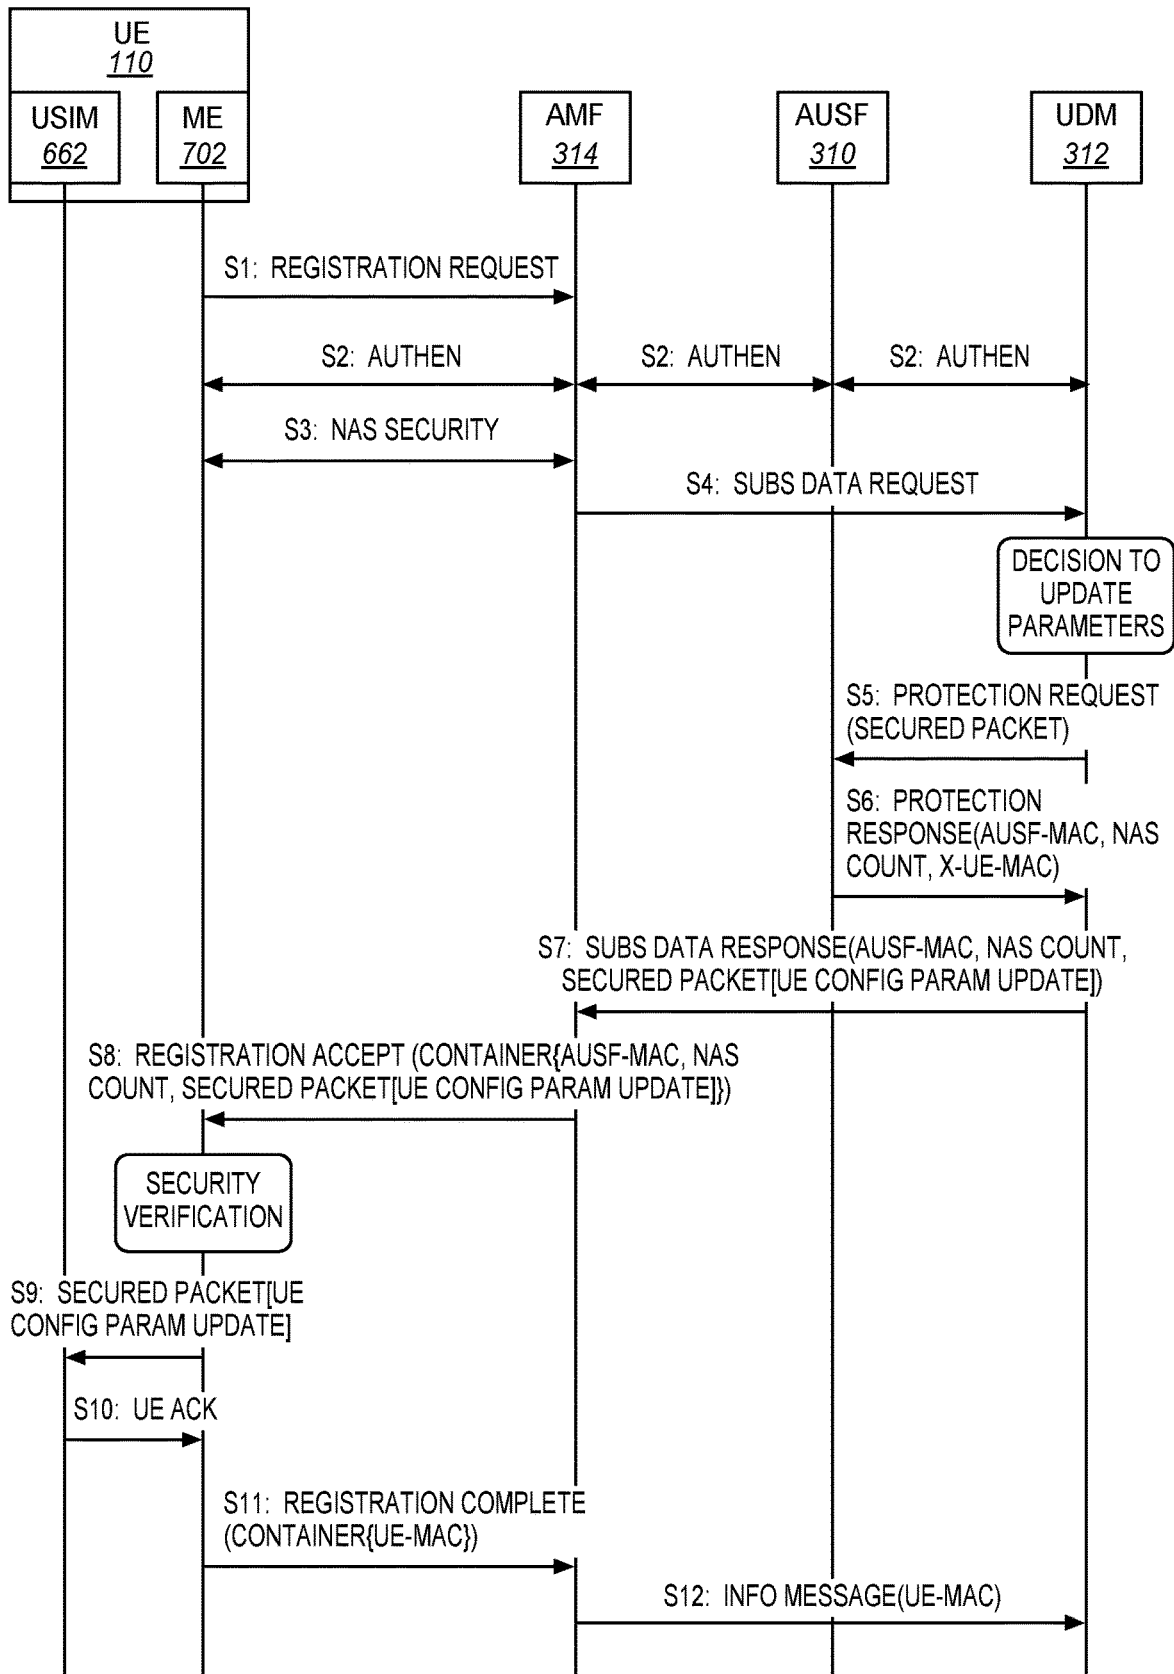 UE
110
USIM
662
ME
702
AMF
314
AUSF
310
UDM
312
S1: REGISTRATION REQUEST
S2: AUTHEN
S2: AUTHEN
S2: AUTHEN
S3: NAS SECURITY
S4: SUBS DATA REQUEST
DECISION TO
UPDATE
PARAMETERS
S5: PROTECTION REQUEST
(SECURED PACKET)
S6: PROTECTION
RESPONSE(AUSF-MAC, NAS
COUNT, X-UE-MAC)
S7: SUBS DATA RESPONSE(AUSF-MAC, NAS COUNT,
SECURED PACKET[UE CONFIG PARAM UPDATE])
S8: REGISTRATION ACCEPT (CONTAINER{AUSF-MAC, NAS
COUNT, SECURED PACKET[UE CONFIG PARAM UPDATE]})
SECURITY
VERIFICATION
S9: SECURED PACKET[UE
CONFIG PARAM UPDATE]
S10: UE ACK
S11: REGISTRATION COMPLETE
(CONTAINER{UE-MAC})
S12: INFO MESSAGE(UE-MAC)